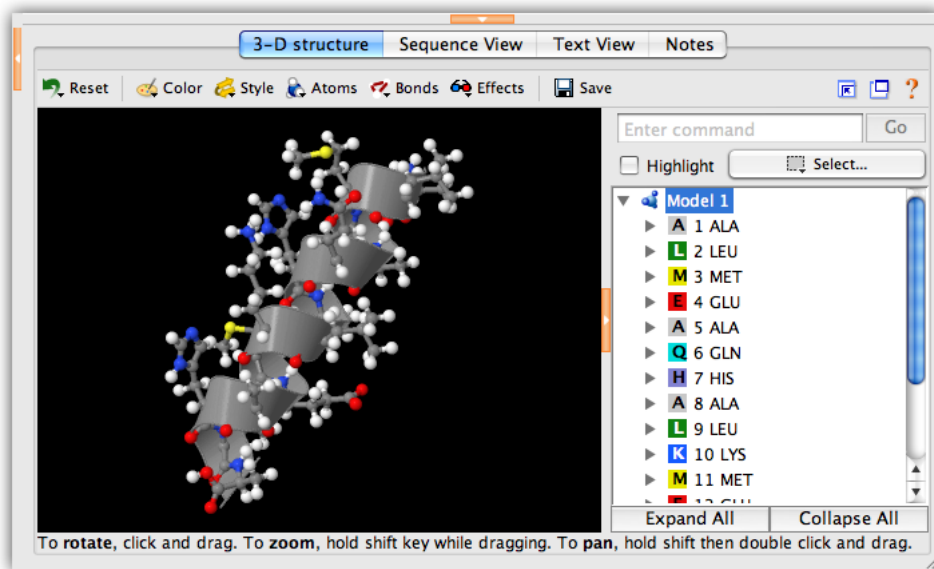 3-D structure Sequence View Text View Notes
Reset Color Style Atoms Bonds Effects Save ?
Enter command Go
Highlight Select...
Model 1
A 1 ALA
L 2 LEU
M 3 MET
E 4 GLU
A 5 ALA
Q 6 GLN
H 7 HIS
A 8 ALA
L 9 LEU
K 10 LYS
M 11 MET
E 12 GLU
Expand All Collapse All
To rotate, click and drag. To zoom, hold shift key while dragging. To pan, hold shift then double click and drag.